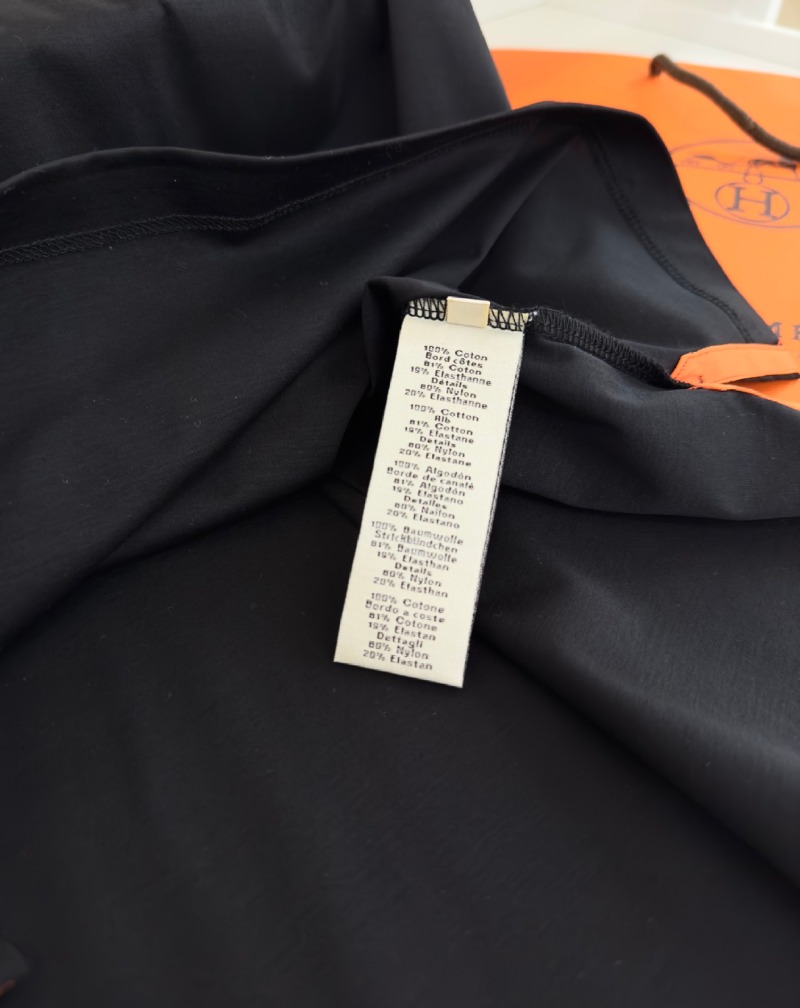 100% Coton
Bord côtes
81% Coton
19% Elasthanne
Détails
80% Nylon
20% Elasthanne
100% Cotton
Rib
81% Cotton
19% Elastane
Details
80% Nylon
20% Elastane
100% Algodón
Borde de canalé
81% Algodón
19% Elastano
Detalles
80% Nailon
20% Elastano
100% Baumwolle
Strickbündchen
81% Baumwolle
19% Elasthan
Details
80% Nylon
20% Elasthan
100% Cotone
Bordo a coste
81% Cotone
19% Elastan
Dettagli
80% Nylon
20% Elastan
H